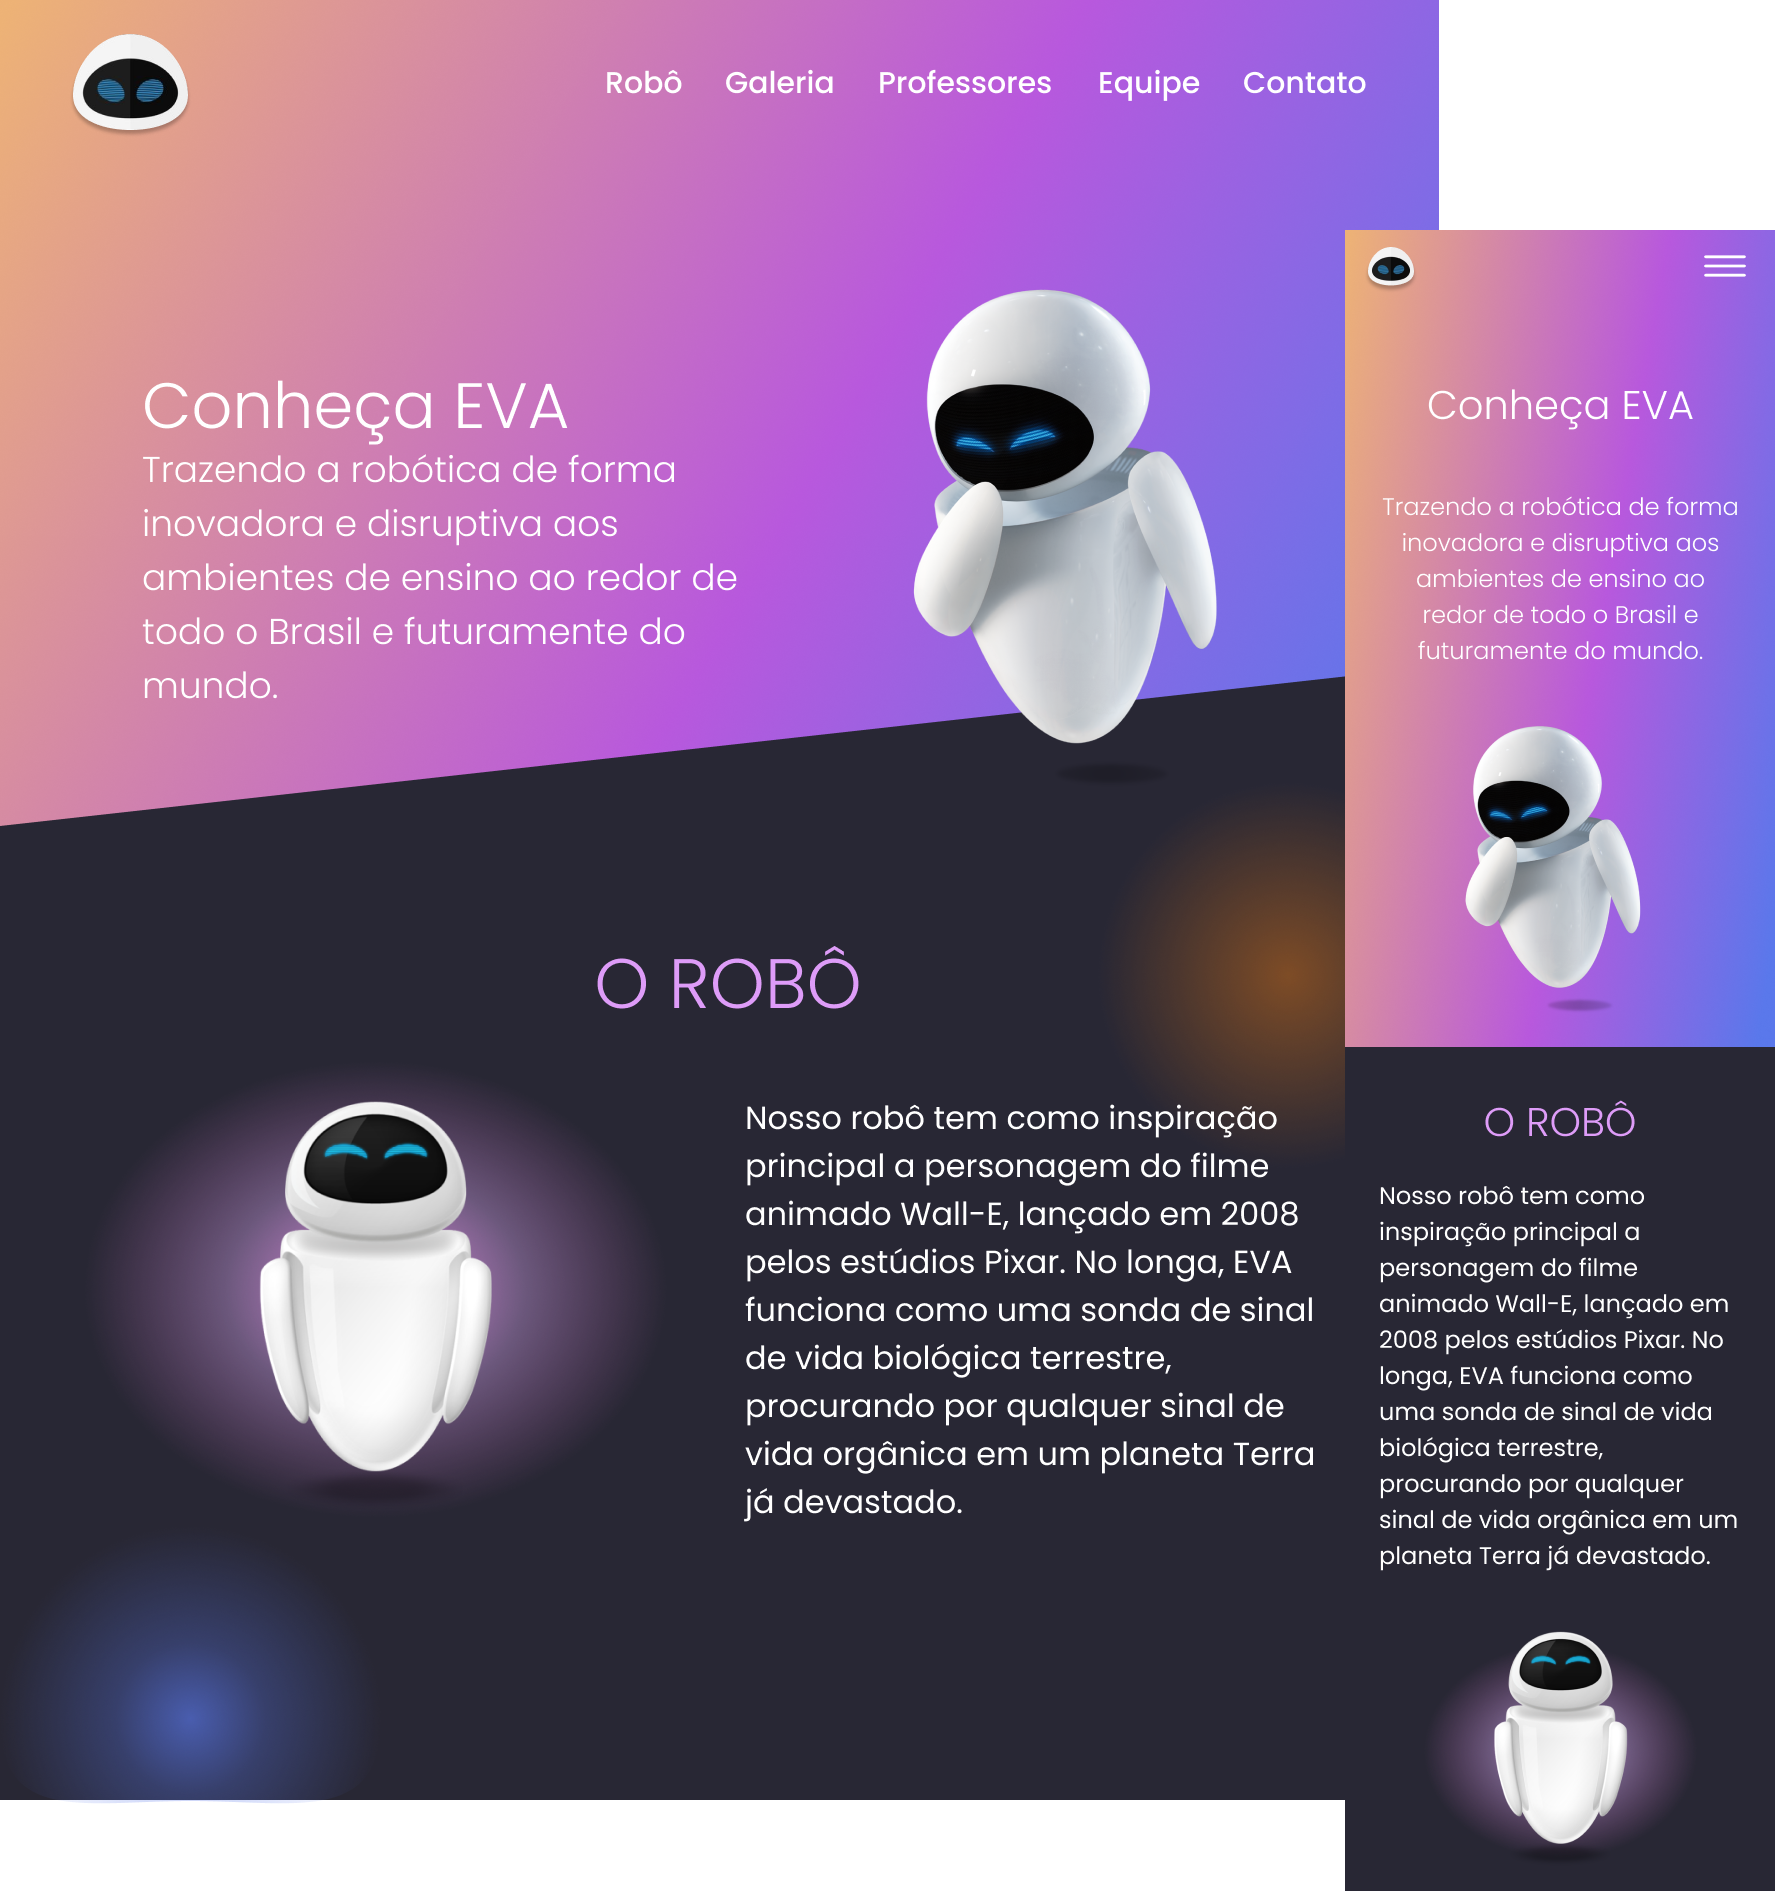 Robô Galeria Professores Equipe Contato
Conheça EVA
Trazendo a robótica de forma
inovadora e disruptiva aos
ambientes de ensino ao redor de
todo o Brasil e futuramente do
mundo.
O ROBÔ
Nosso robô tem como inspiração
principal a personagem do filme
animado Wall-E, lançado em 2008
pelos estúdios Pixar. No longa, EVA
funciona como uma sonda de sinal
de vida biológica terrestre,
procurando por qualquer sinal de
vida orgânica em um planeta Terra
já devastado.
Conheça EVA
Trazendo a robótica de forma
inovadora e disruptiva aos
ambientes de ensino ao
redor de todo o Brasil e
futuramente do mundo.
O ROBÔ
Nosso robô tem como
inspiração principal a
personagem do filme
animado Wall-E, lançado em
2008 pelos estúdios Pixar. No
longa, EVA funciona como
uma sonda de sinal de vida
biológica terrestre,
procurando por qualquer
sinal de vida orgânica em um
planeta Terra já devastado.